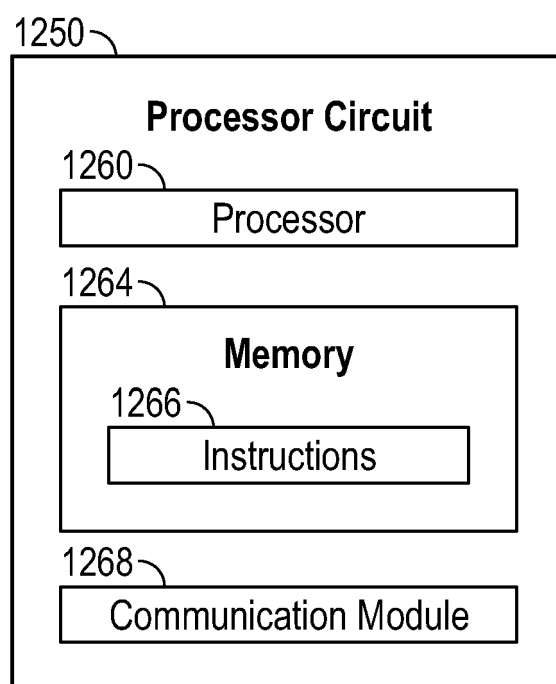 1250
Processor Circuit
1260
Processor
1264
Memory
1266
Instructions
1268
Communication Module